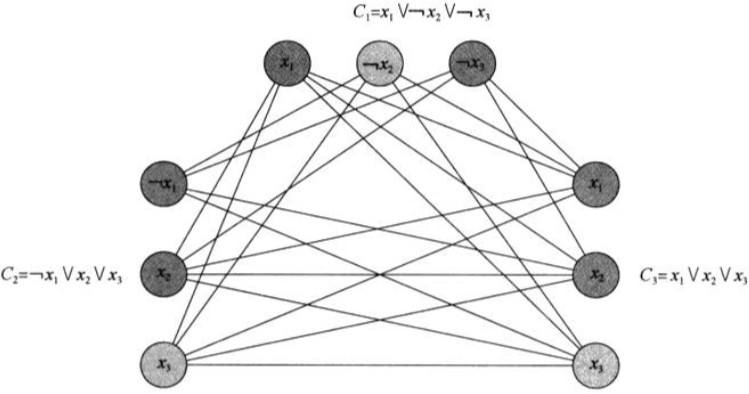 C₁=x₁∨¬x₂∨¬x₃
x₁ ¬x₂ ¬x₃
¬x₁ x₁
C₂=¬x₁∨x₂∨x₃ x₂ x₂ C₃=x₁∨x₂∨x₃
x₃ x₃